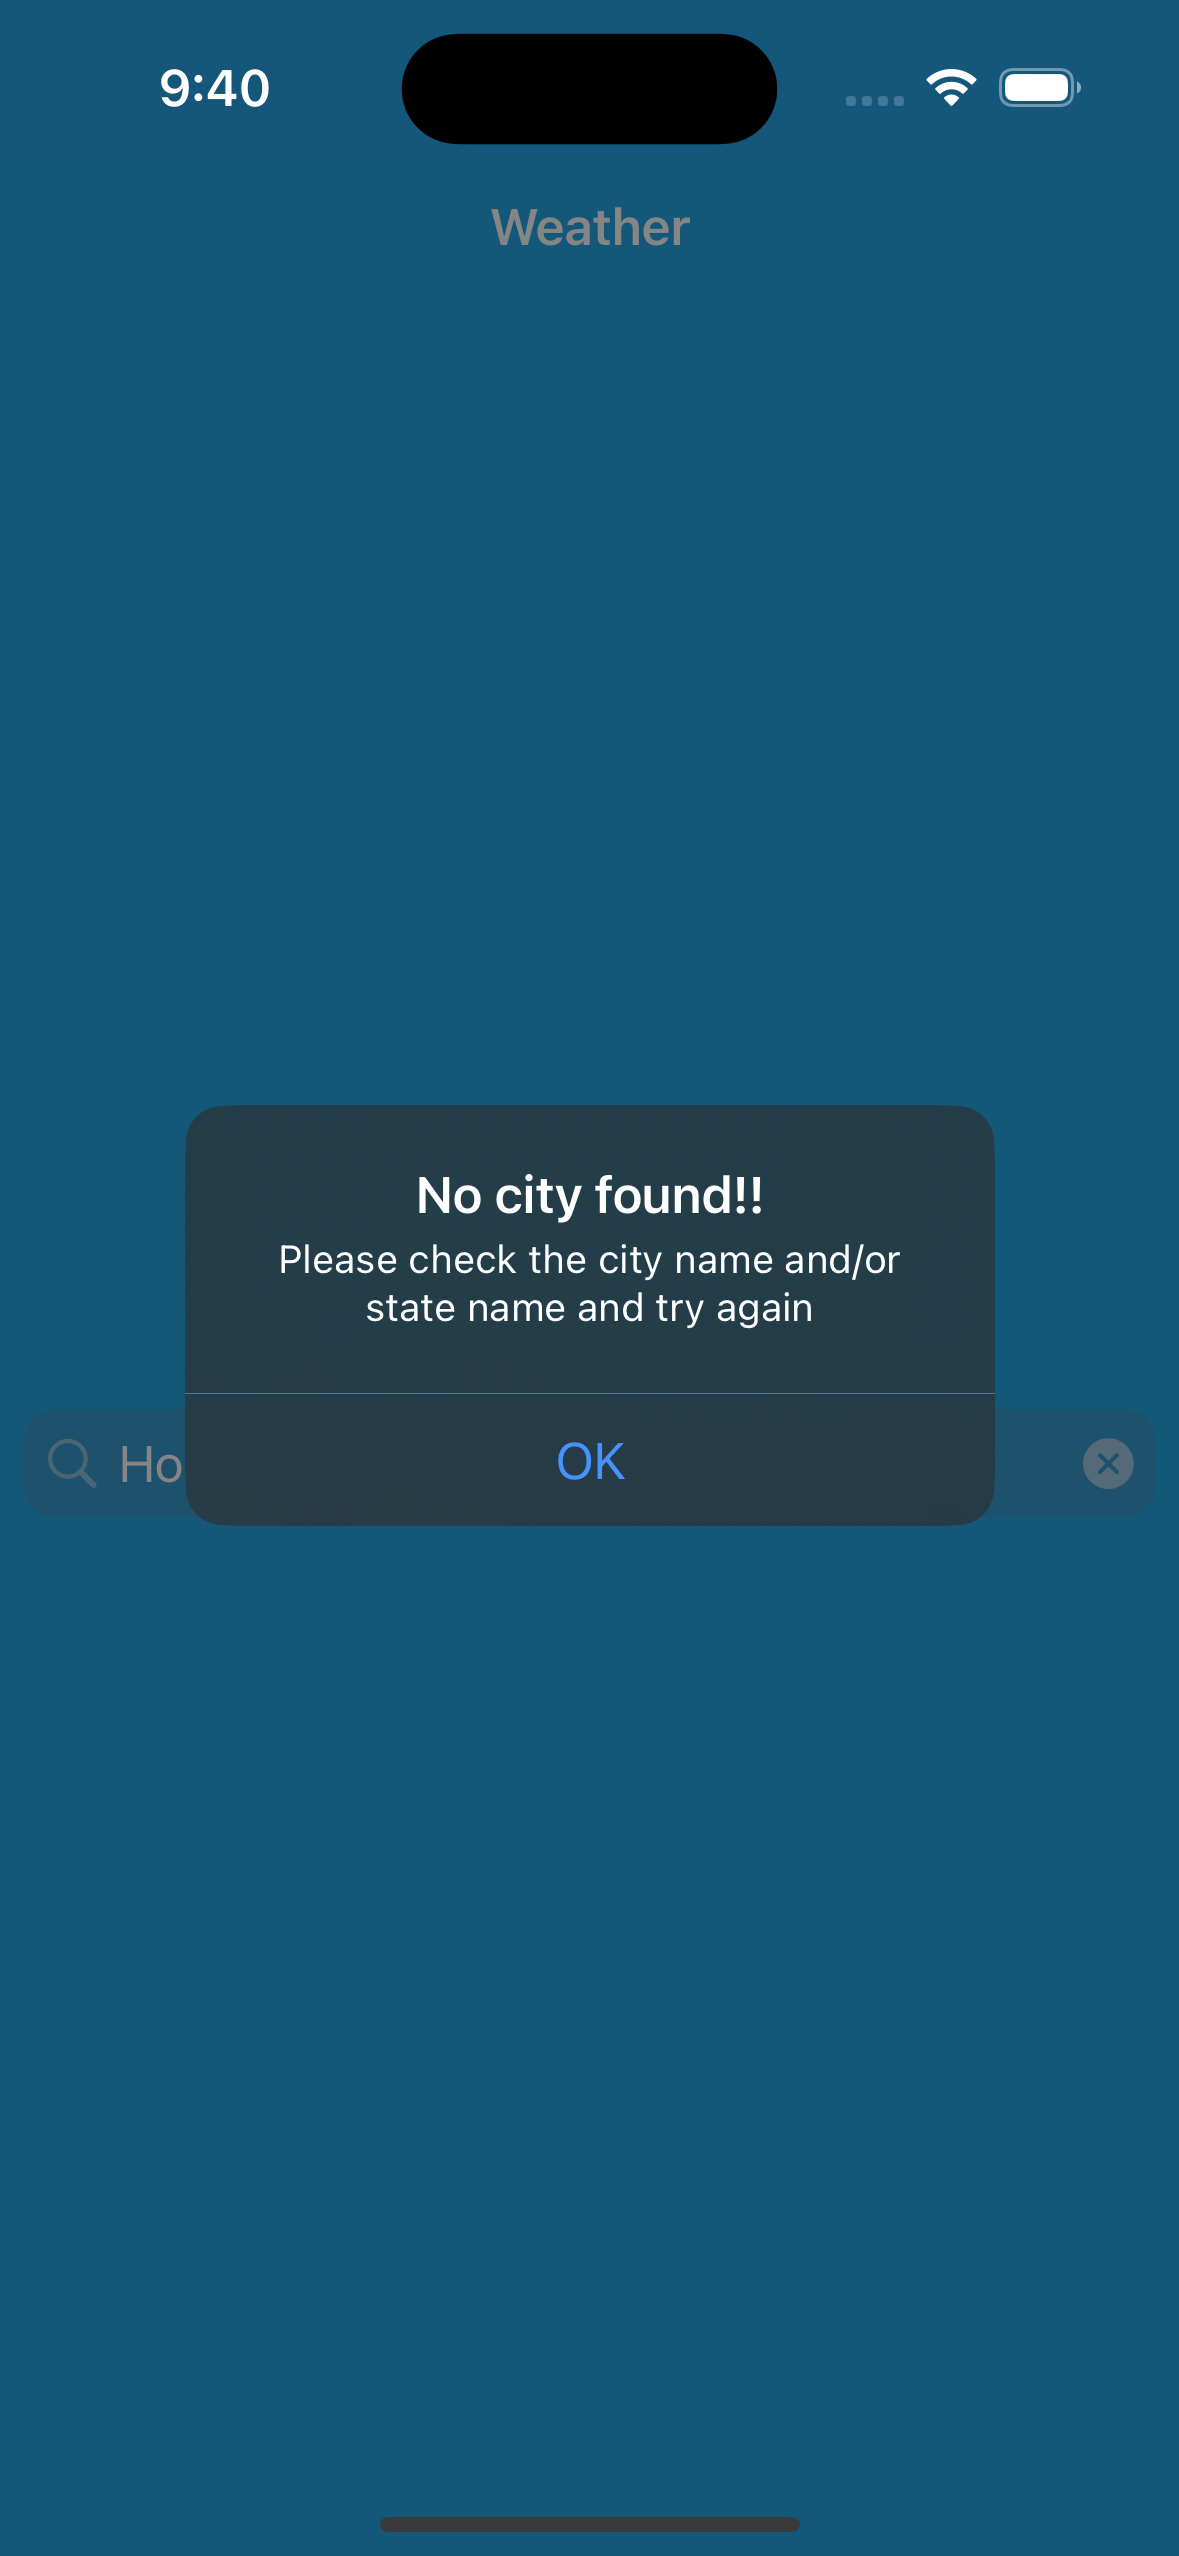 9:40
Weather
No city found!!
Please check the city name and/or
state name and try again
OK